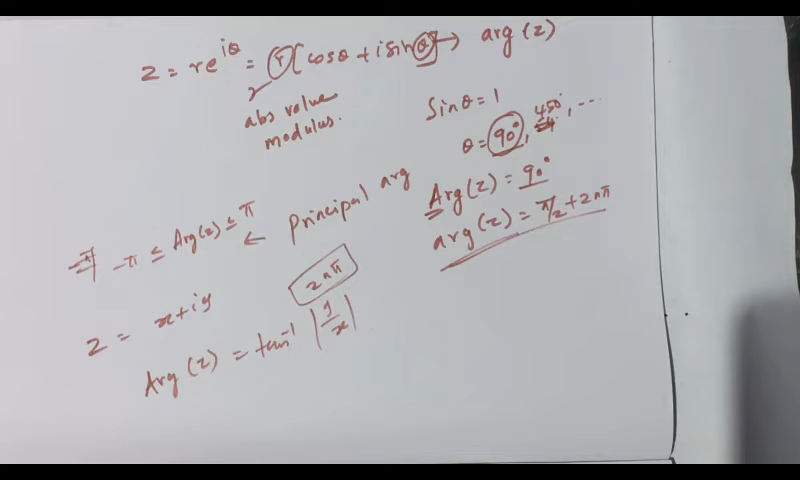 z = re^{iθ} = r[cosθ + i sinθ] → arg(z)
abs value
modulus.
Sinθ = 1
θ = 90°, 450°, ...
Arg(z) = 90°
arg(z) = π/2 + 2nπ
-π ≤ Arg(z) ≤ π ← Principal arg
2nπ
z = x+iy
Arg(z) = tan⁻¹ |y/x|